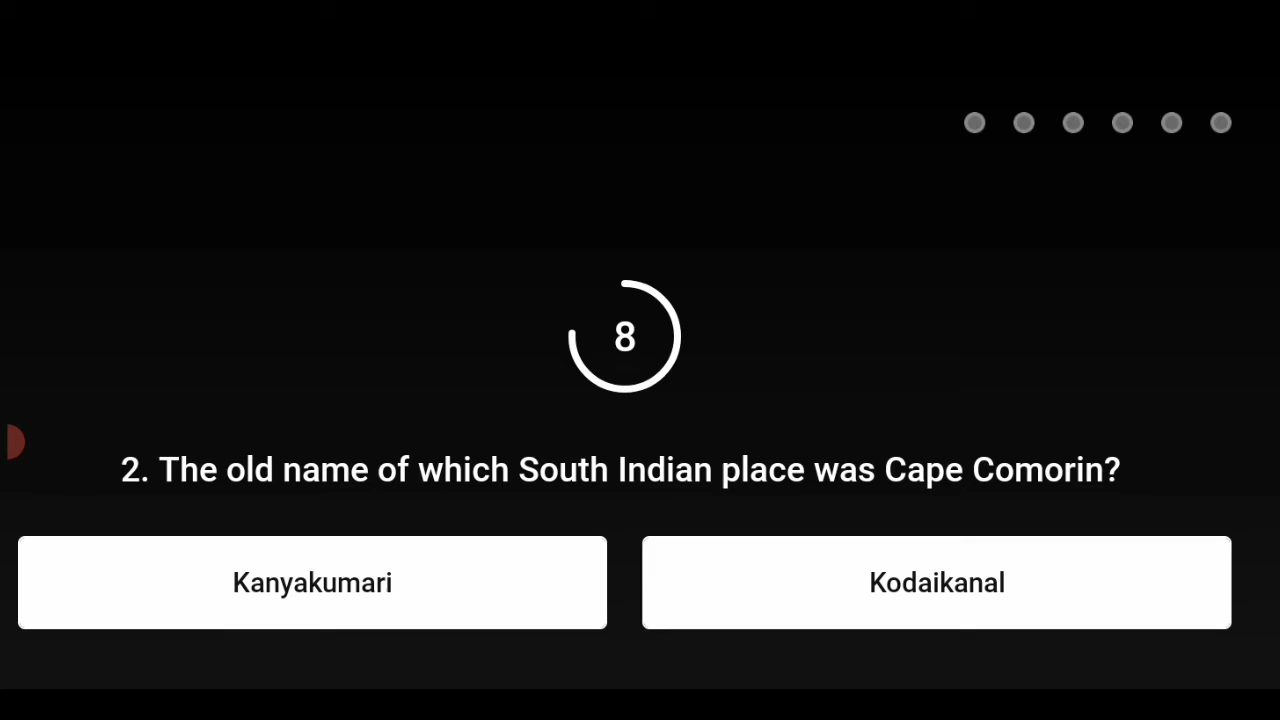 8
2. The old name of which South Indian place was Cape Comorin?
Kanyakumari
Kodaikanal